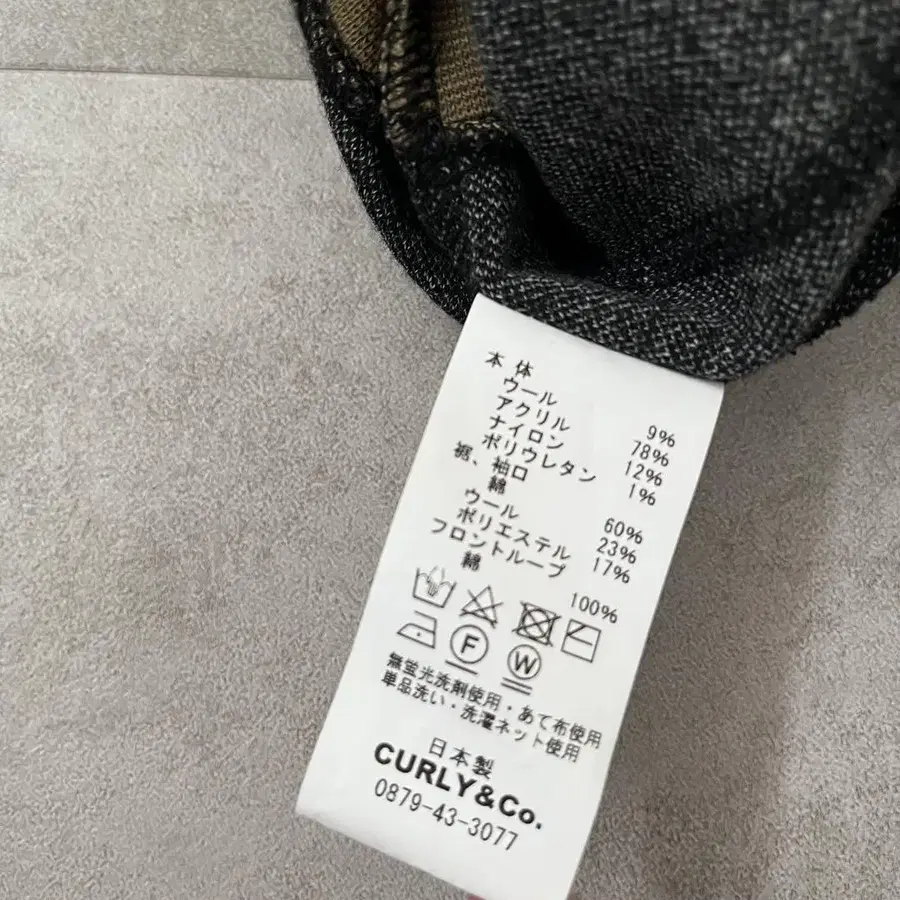 本体
ウール 9%
アクリル 78%
ナイロン 12%
ポリウレタン 1%
裾、袖口
綿 60%
ウール 23%
ポリエステル 17%
フロントループ
綿 100%
F W
無蛍光洗剤使用・あて布使用
単品洗い・洗濯ネット使用
日本製
CURLY&Co.
0879-43-3077